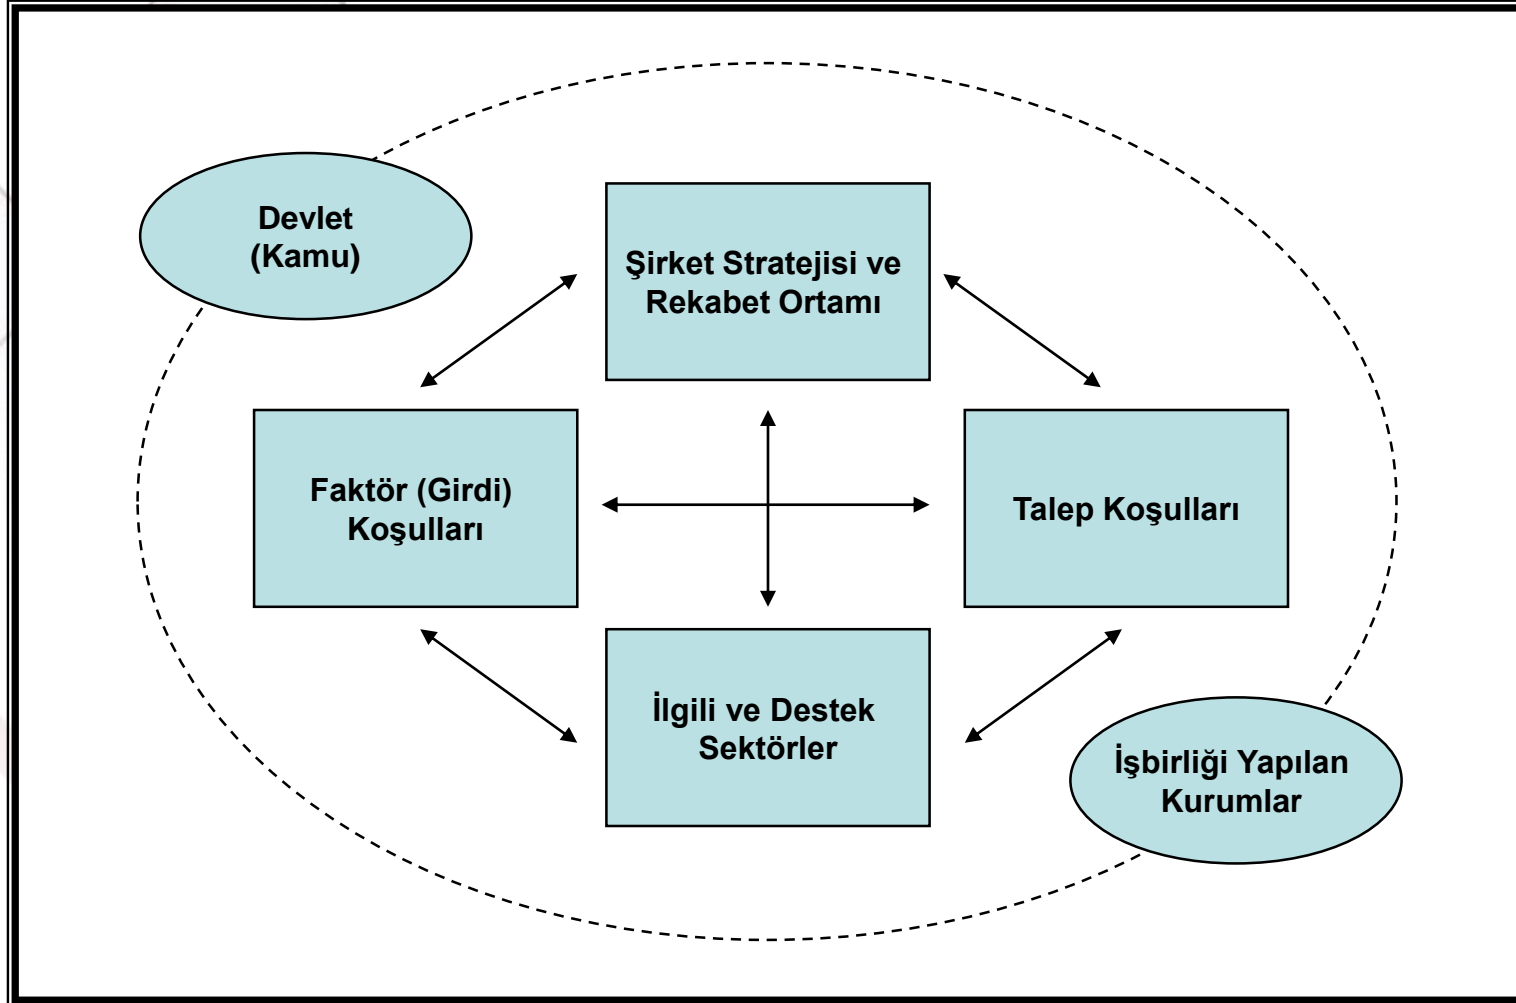 Devlet
(Kamu)
Şirket Stratejisi ve
Rekabet Ortamı
Faktör (Girdi)
Koşulları
Talep Koşulları
İlgili ve Destek
Sektörler
İşbirliği Yapılan
Kurumlar